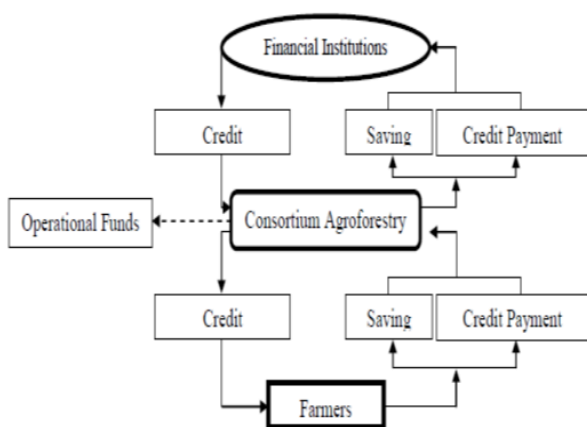 Financial Institutions
Credit
Saving
Credit Payment
Operational Funds
Consortium Agroforestry
Credit
Saving
Credit Payment
Farmers